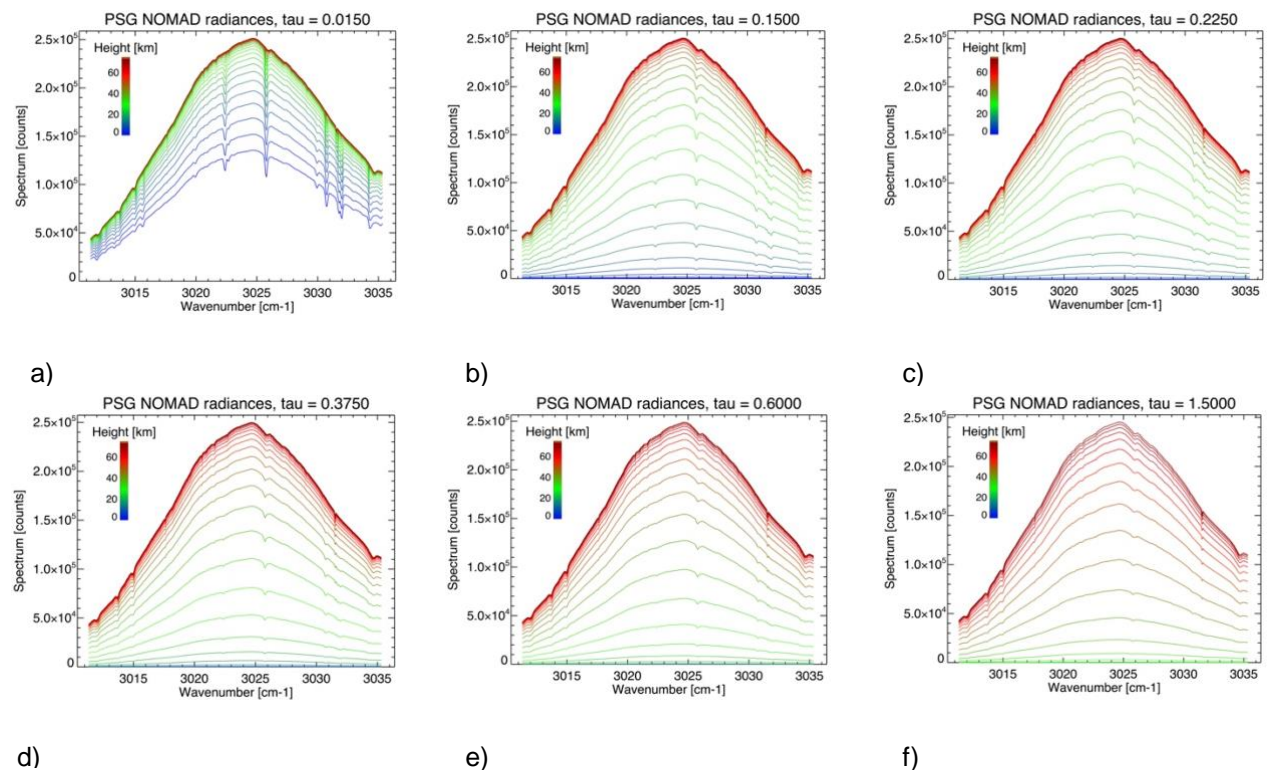 PSG NOMAD radiances, tau = 0.0150
2.5×10⁵
2.0×10⁵
1.5×10⁵
1.0×10⁵
5.0×10⁴
0
Spectrum [counts]
Height [km]
60
40
20
0
3015 3020 3025 3030 3035
Wavenumber [cm-1]
a)
PSG NOMAD radiances, tau = 0.1500
2.5×10⁵
2.0×10⁵
1.5×10⁵
1.0×10⁵
5.0×10⁴
0
Spectrum [counts]
Height [km]
60
40
20
0
3015 3020 3025 3030 3035
Wavenumber [cm-1]
b)
PSG NOMAD radiances, tau = 0.2250
2.5×10⁵
2.0×10⁵
1.5×10⁵
1.0×10⁵
5.0×10⁴
0
Spectrum [counts]
Height [km]
60
40
20
0
3015 3020 3025 3030 3035
Wavenumber [cm-1]
c)
PSG NOMAD radiances, tau = 0.3750
2.5×10⁵
2.0×10⁵
1.5×10⁵
1.0×10⁵
5.0×10⁴
0
Spectrum [counts]
Height [km]
60
40
20
0
3015 3020 3025 3030 3035
Wavenumber [cm-1]
d)
PSG NOMAD radiances, tau = 0.6000
2.5×10⁵
2.0×10⁵
1.5×10⁵
1.0×10⁵
5.0×10⁴
0
Spectrum [counts]
Height [km]
60
40
20
0
3015 3020 3025 3030 3035
Wavenumber [cm-1]
e)
PSG NOMAD radiances, tau = 1.5000
2.5×10⁵
2.0×10⁵
1.5×10⁵
1.0×10⁵
5.0×10⁴
0
Spectrum [counts]
Height [km]
60
40
20
0
3015 3020 3025 3030 3035
Wavenumber [cm-1]
f)